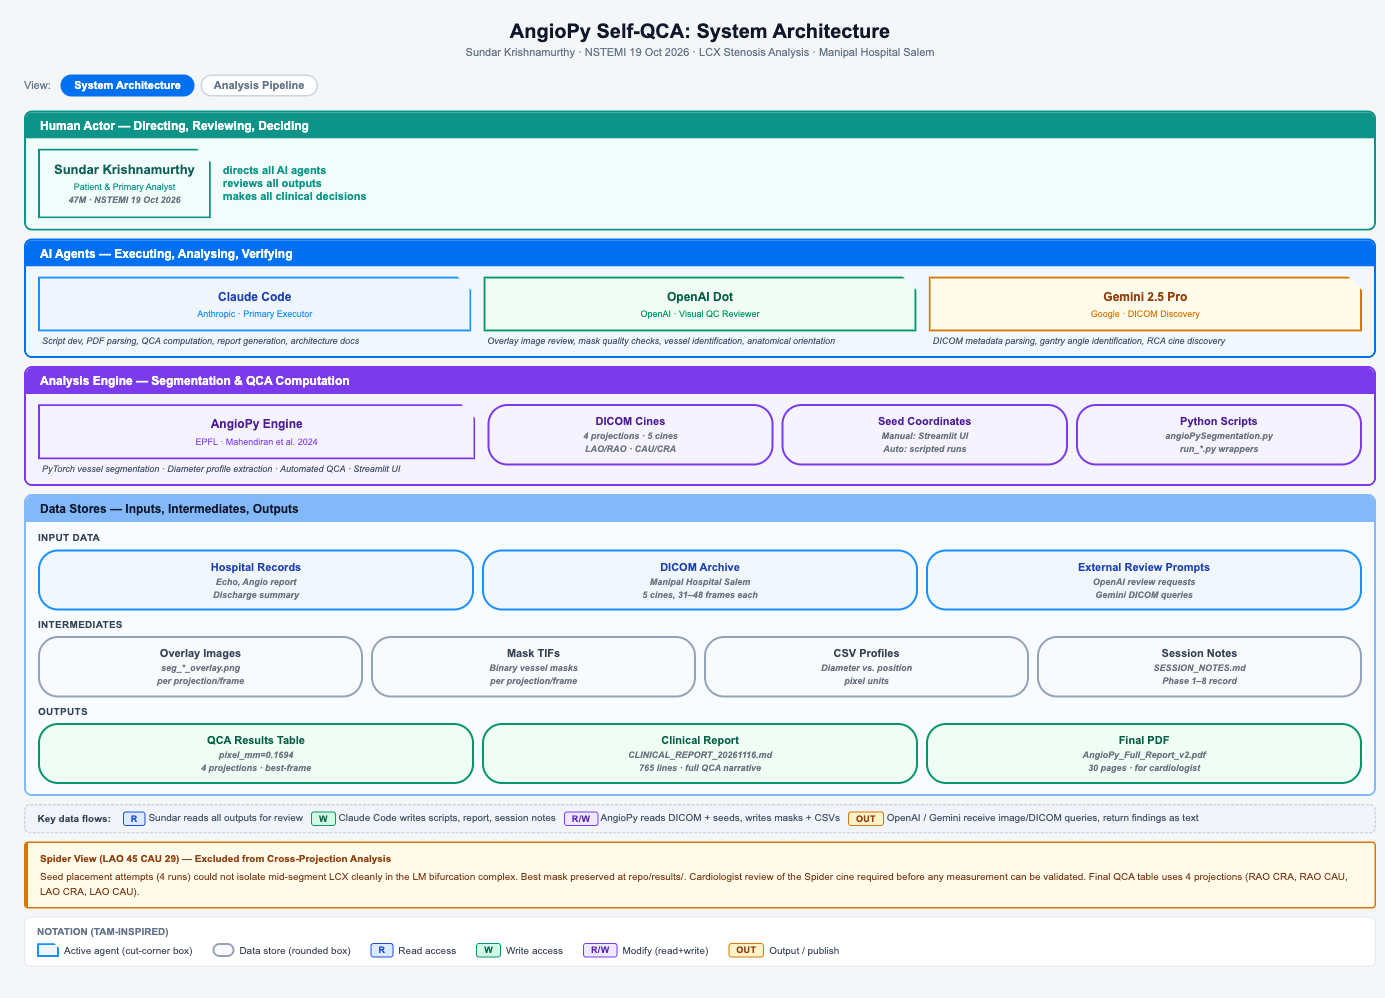 AngioPy Self-QCA: System Architecture
Sundar Krishnamurthy · NSTEMI 19 Oct 2026 · LCX Stenosis Analysis · Manipal Hospital Salem
View: System Architecture Analysis Pipeline
Human Actor — Directing, Reviewing, Deciding
Sundar Krishnamurthy
Patient & Primary Analyst
47M · NSTEMI 19 Oct 2026
directs all AI agents
reviews all outputs
makes all clinical decisions
AI Agents — Executing, Analysing, Verifying
Claude Code
Anthropic · Primary Executor
Script dev, PDF parsing, QCA computation, report generation, architecture docs
OpenAI Dot
OpenAI · Visual QC Reviewer
Overlay image review, mask quality checks, vessel identification, anatomical orientation
Gemini 2.5 Pro
Google · DICOM Discovery
DICOM metadata parsing, gantry angle identification, RCA cine discovery
Analysis Engine — Segmentation & QCA Computation
AngioPy Engine
EPFL · Mahendiran et al. 2024
PyTorch vessel segmentation · Diameter profile extraction · Automated QCA · Streamlit UI
DICOM Cines
4 projections · 5 cines
LAO/RAO · CAU/CRA
Seed Coordinates
Manual: Streamlit UI
Auto: scripted runs
Python Scripts
angioPySegmentation.py
run_*.py wrappers
Data Stores — Inputs, Intermediates, Outputs
INPUT DATA
Hospital Records
Echo, Angio report
Discharge summary
DICOM Archive
Manipal Hospital Salem
5 cines, 31–48 frames each
External Review Prompts
OpenAI review requests
Gemini DICOM queries
INTERMEDIATES
Overlay Images
seg_*_overlay.png
per projection/frame
Mask TIFs
Binary vessel masks
per projection/frame
CSV Profiles
Diameter vs. position
pixel units
Session Notes
SESSION_NOTES.md
Phase 1–8 record
OUTPUTS
QCA Results Table
pixel_mm=0.1694
4 projections · best-frame
Clinical Report
CLINICAL_REPORT_20261116.md
765 lines · full QCA narrative
Final PDF
AngioPy_Full_Report_v2.pdf
30 pages · for cardiologist
Key data flows: R Sundar reads all outputs for review W Claude Code writes scripts, report, session notes R/W AngioPy reads DICOM + seeds, writes masks + CSVs OUT OpenAI / Gemini receive image/DICOM queries, return findings as text
Spider View (LAO 45 CAU 29) — Excluded from Cross-Projection Analysis
Seed placement attempts (4 runs) could not isolate mid-segment LCX cleanly in the LM bifurcation complex. Best mask preserved at repo/results/. Cardiologist review of the Spider cine required before any measurement can be validated. Final QCA table uses 4 projections (RAO CRA, RAO CAU,
LAO CRA, LAO CAU).
NOTATION (TAM-INSPIRED)
Active agent (cut-corner box) Data store (rounded box) R Read access W Write access R/W Modify (read+write) OUT Output / publish